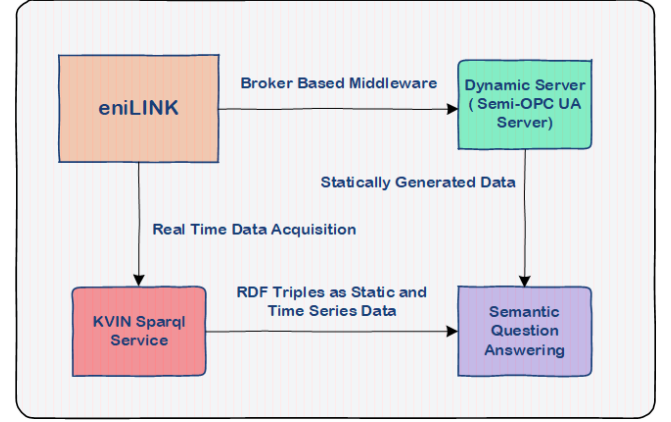 eniLINK
Broker Based Middleware
Dynamic Server
( Semi-OPC UA
Server)
Statically Generated Data
Real Time Data Acquisition
KVIN Sparql
Service
RDF Triples as Static and
Time Series Data
Semantic
Question
Answering